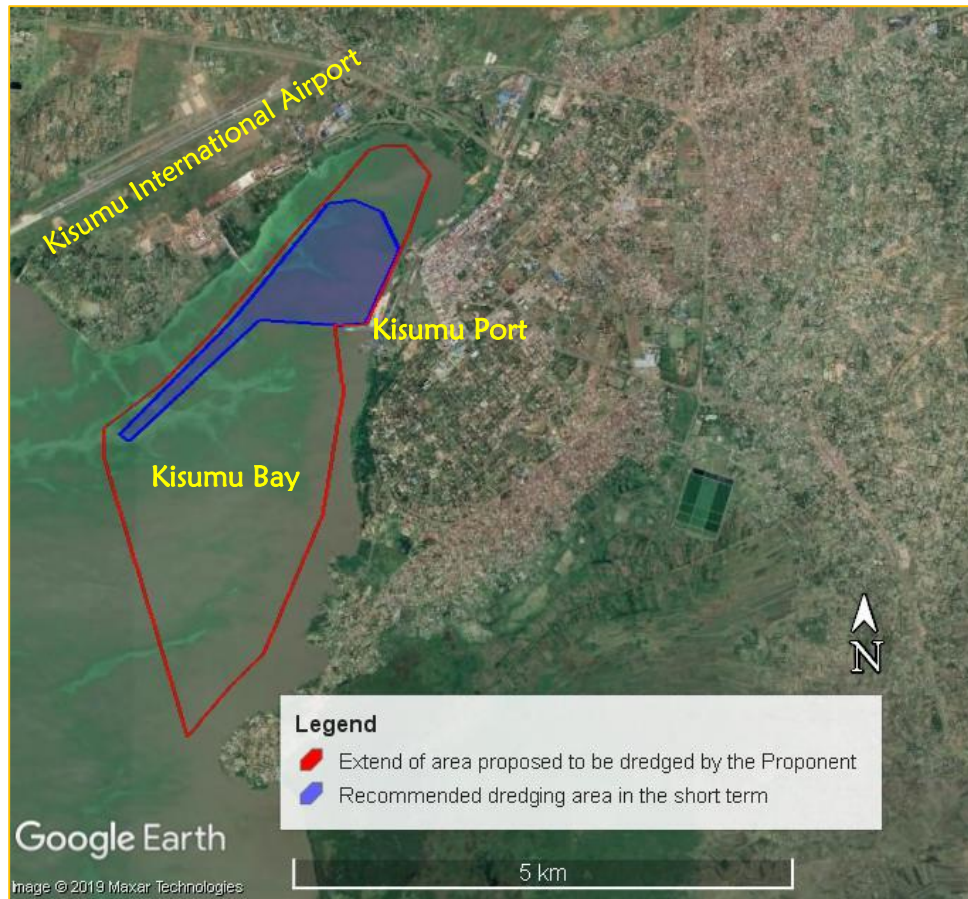 Kisumu International Airport
Kisumu Port
Kisumu Bay
N
Legend
Extend of area proposed to be dredged by the Proponent
Recommended dredging area in the short term
Google Earth
Image © 2019 Maxar Technologies
5 km